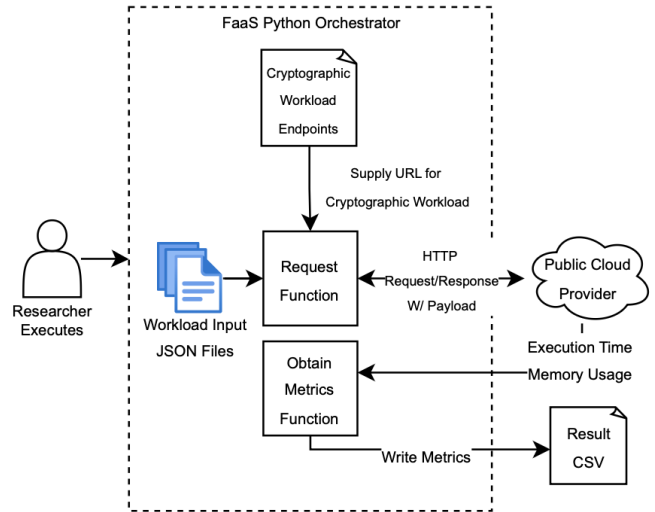 FaaS Python Orchestrator
Cryptographic
Workload
Endpoints
Supply URL for
Cryptographic Workload
Researcher
Executes
Workload Input
JSON Files
Request
Function
HTTP
Request/Response
W/ Payload
Public Cloud
Provider
Execution Time
Memory Usage
Obtain
Metrics
Function
Write Metrics
Result
CSV